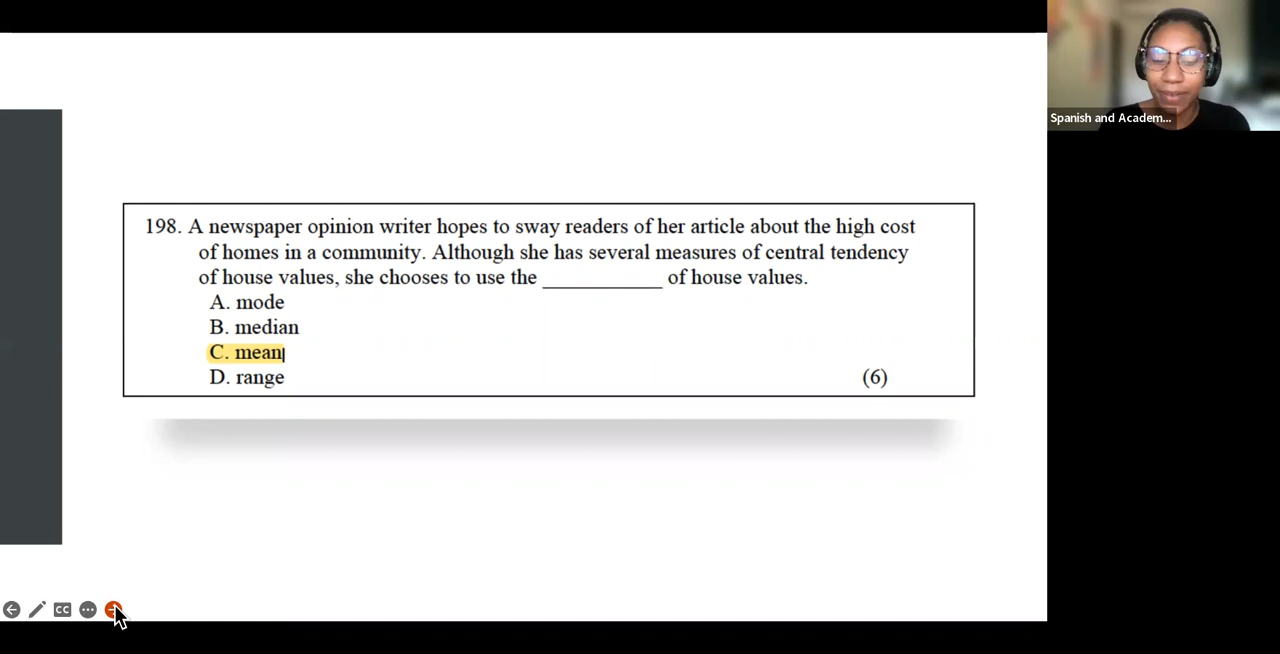 198. A newspaper opinion writer hopes to sway readers of her article about the high cost
of homes in a community. Although she has several measures of central tendency
of house values, she chooses to use the ____________ of house values.
A. mode
B. median
C. mean
D. range (6)
Spanish and Academ...
CC